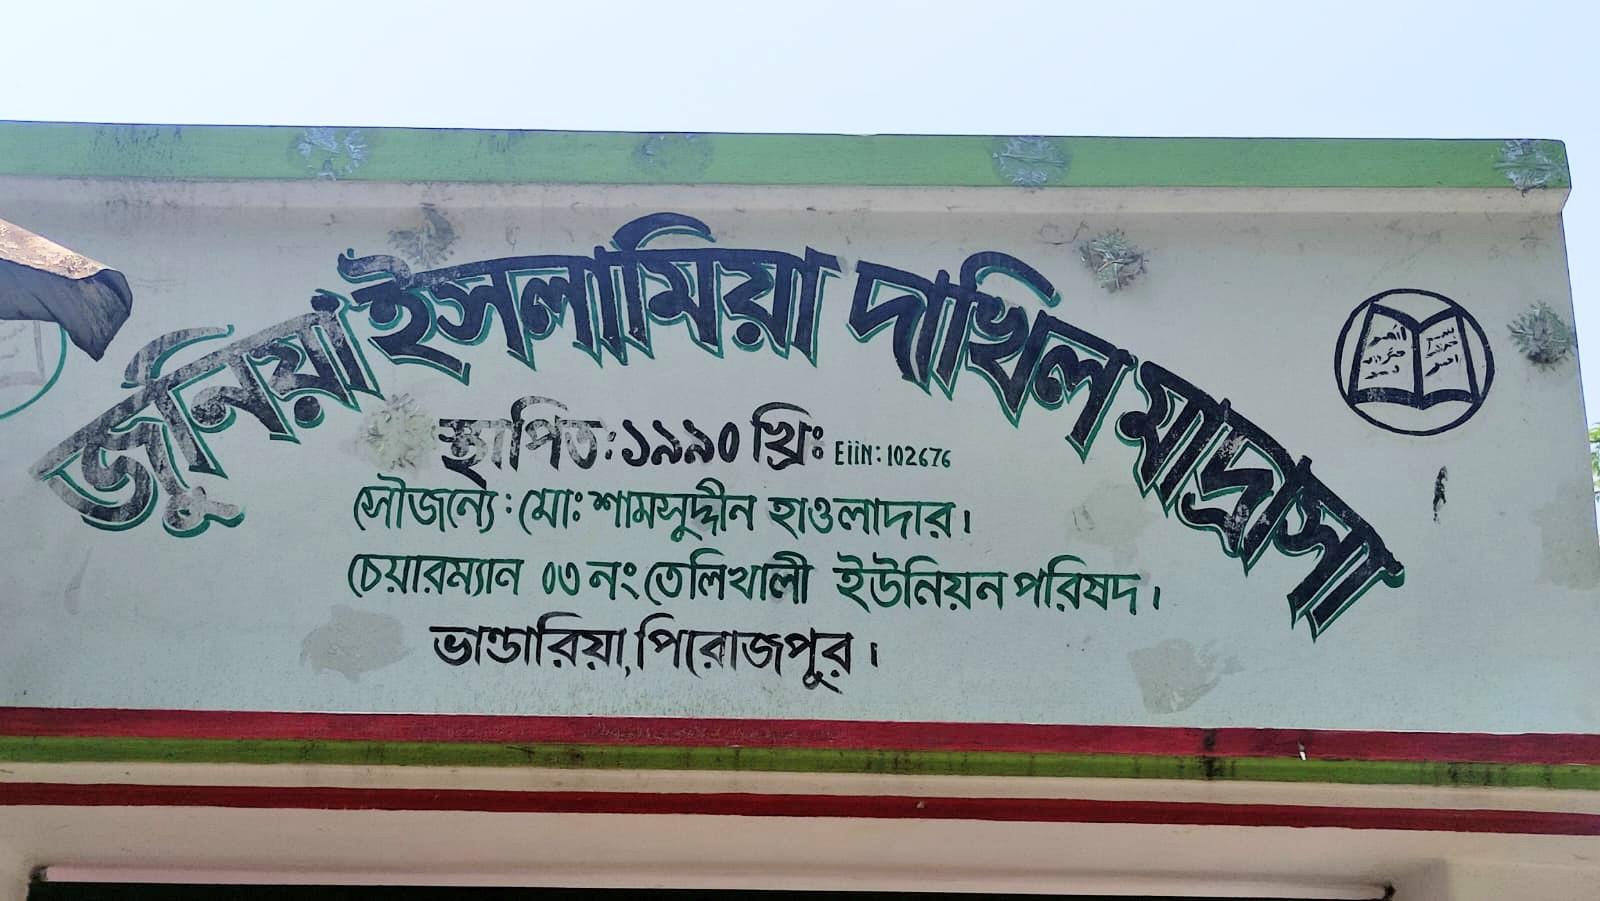 জুনিয়া ইসলামিয়া দাখিল মাদ্রাসা
স্থাপিত: ১৯৯০ খ্রিঃ EiiN: 102676
সৌজন্যে: মোঃ শামসুদ্দীন হাওলাদার।
চেয়ারম্যান ০৩ নং তেলিখালী ইউনিয়ন পরিষদ।
ভান্ডারিয়া, পিরোজপুর।